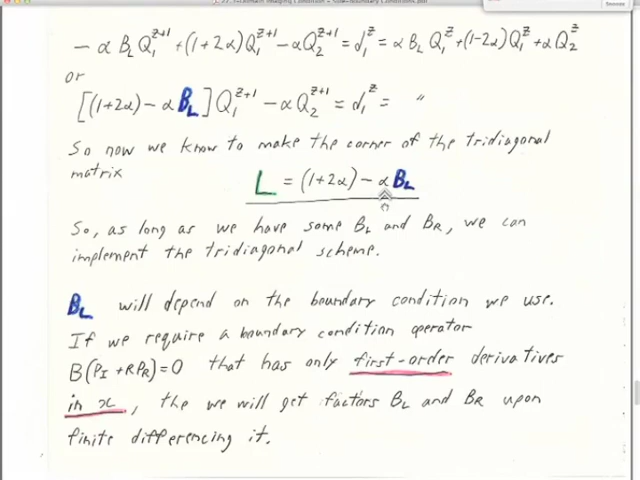 − α B_L Q_1^{z+1} + (1+2α) Q_1^{z+1} − α Q_2^{z+1} = d_1^z = α B_L Q_1^z + (1−2α) Q_1^z + α Q_2^z
or
[(1+2α) − α B_L] Q_1^{z+1} − α Q_2^{z+1} = d_1^z = "
So now we know to make the corner of the tridiagonal
matrix
L = (1+2α) − α B_L
So, as long as we have some B_L and B_R, we can
implement the tridiagonal scheme.
B_L will depend on the boundary condition we use.
If we require a boundary condition operator
B(P_I + RP_R)=0 that has only first-order derivatives
in x, the we will get factors B_L and B_R upon
finite differencing it.